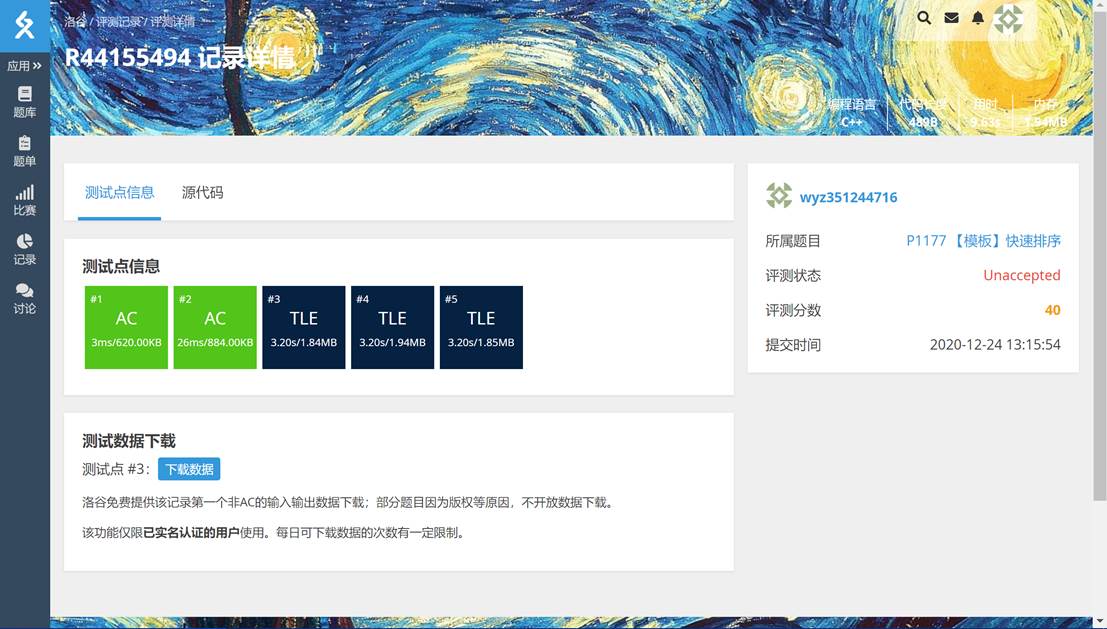 洛谷 / 评测记录 / 评测详情
R44155494 记录详情
应用
题库
题单
比赛
记录
讨论
编程语言 代码长度 用时 内存
C++ 489B 9.63s 1.94MB
测试点信息 源代码
测试点信息
#1 #2 #3 #4 #5
AC AC TLE TLE TLE
3ms/620.00KB 26ms/884.00KB 3.20s/1.84MB 3.20s/1.94MB 3.20s/1.85MB
测试数据下载
测试点 #3： 下载数据
洛谷免费提供该记录第一个非AC的输入输出数据下载；部分题目因为版权等原因，不开放数据下载。
该功能仅限已实名认证的用户使用。每日可下载数据的次数有一定限制。
wyz351244716
所属题目 P1177 【模板】快速排序
评测状态 Unaccepted
评测分数 40
提交时间 2020-12-24 13:15:54